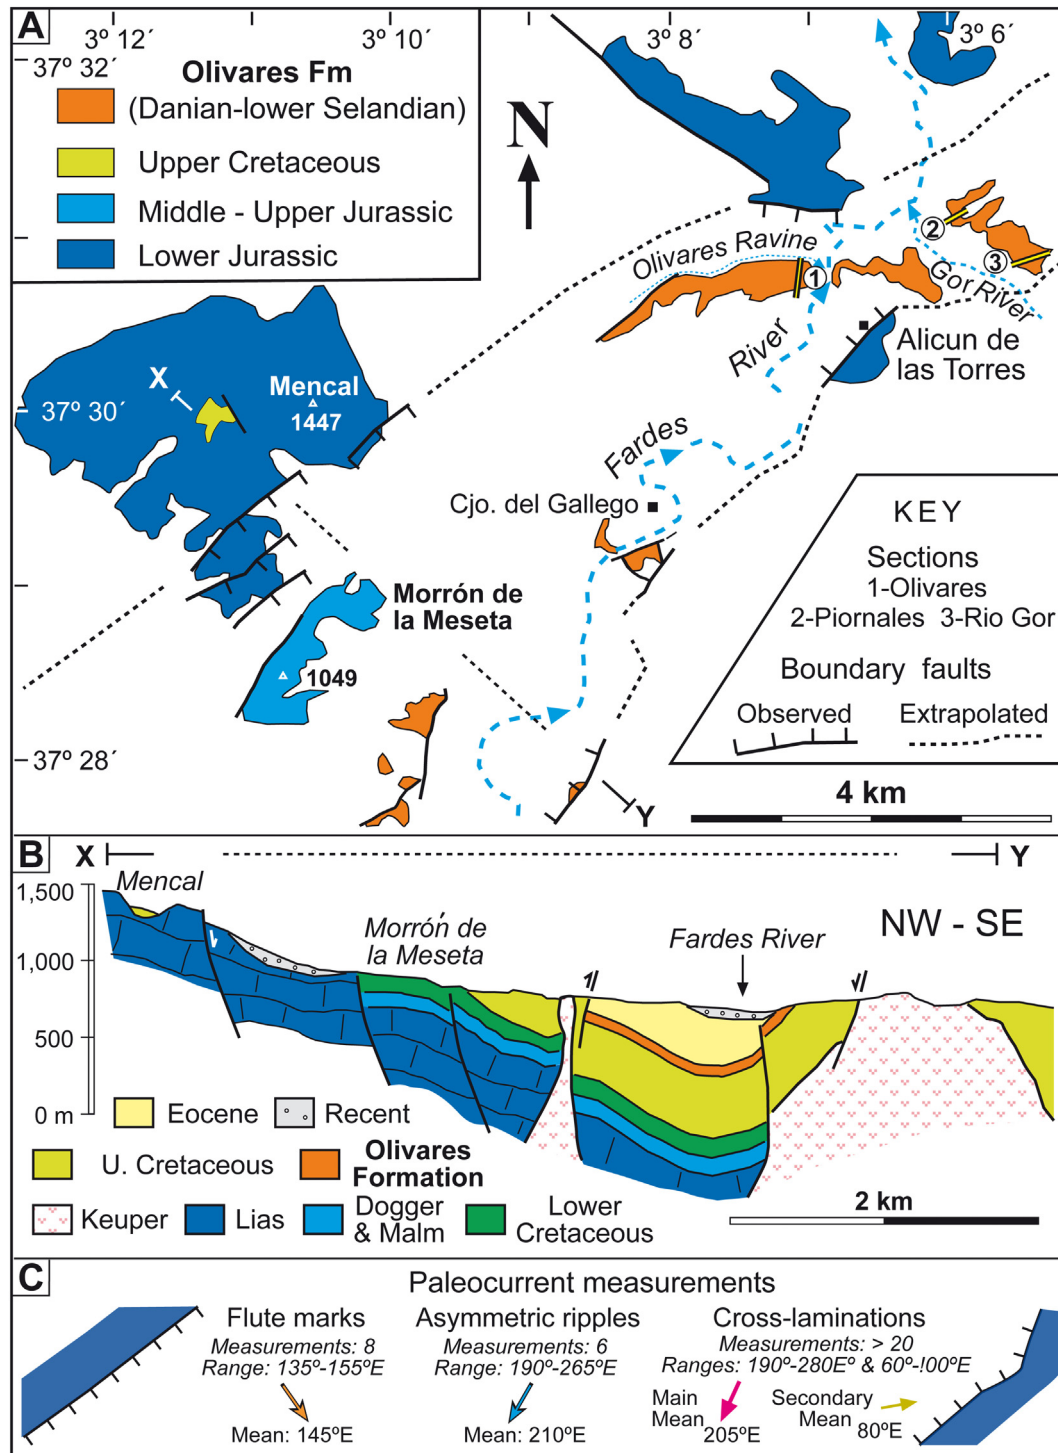 A
3º 12´
3º 10´
3º 8´
3º 6´
37º 32´
Olivares Fm
(Danian-lower Selandian)
Upper Cretaceous
Middle - Upper Jurassic
Lower Jurassic
N
Olivares Ravine
1
2
3
Gor River
River
Alicun de
las Torres
X
Mencal
1447
37º 30´
Fardes
Cjo. del Gallego
Morrón de
la Meseta
1049
37º 28´
Y
KEY
Sections
1-Olivares
2-Piornales 3-Rio Gor
Boundary faults
Observed Extrapolated
4 km
B
X
Y
Mencal
1,500
1,000
500
0 m
Morrón de
la Meseta
Fardes River
NW - SE
Eocene
Recent
U. Cretaceous
Olivares
Formation
Keuper
Lias
Dogger
& Malm
Lower
Cretaceous
2 km
C
Paleocurrent measurements
Flute marks
Measurements: 8
Range: 135º-155ºE
Mean: 145ºE
Asymmetric ripples
Measurements: 6
Range: 190º-265ºE
Mean: 210ºE
Cross-laminations
Measurements: > 20
Ranges: 190º-280Eº & 60º-!00ºE
Main
Mean
205ºE
Secondary
Mean
80ºE